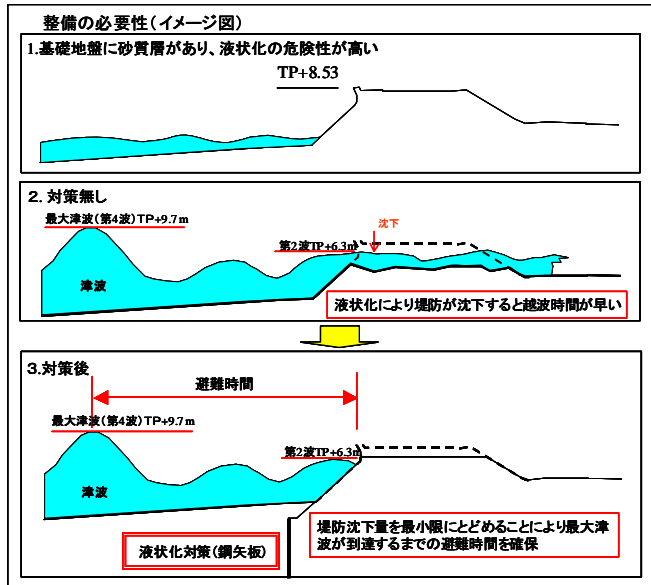 整備の必要性(イメージ図)
1.基礎地盤に砂質層があり、液状化の危険性が高い
TP+8.53
2.対策無し
最大津波(第4波)TP+9.7m
沈下
第2波TP+6.3m
津波
液状化により堤防が沈下すると越波時間が早い
3.対策後
避難時間
最大津波(第4波)TP+9.7m
第2波TP+6.3m
津波
液状化対策(鋼矢板)
堤防沈下量を最小限にとどめることにより最大津
波が到達するまでの避難時間を確保